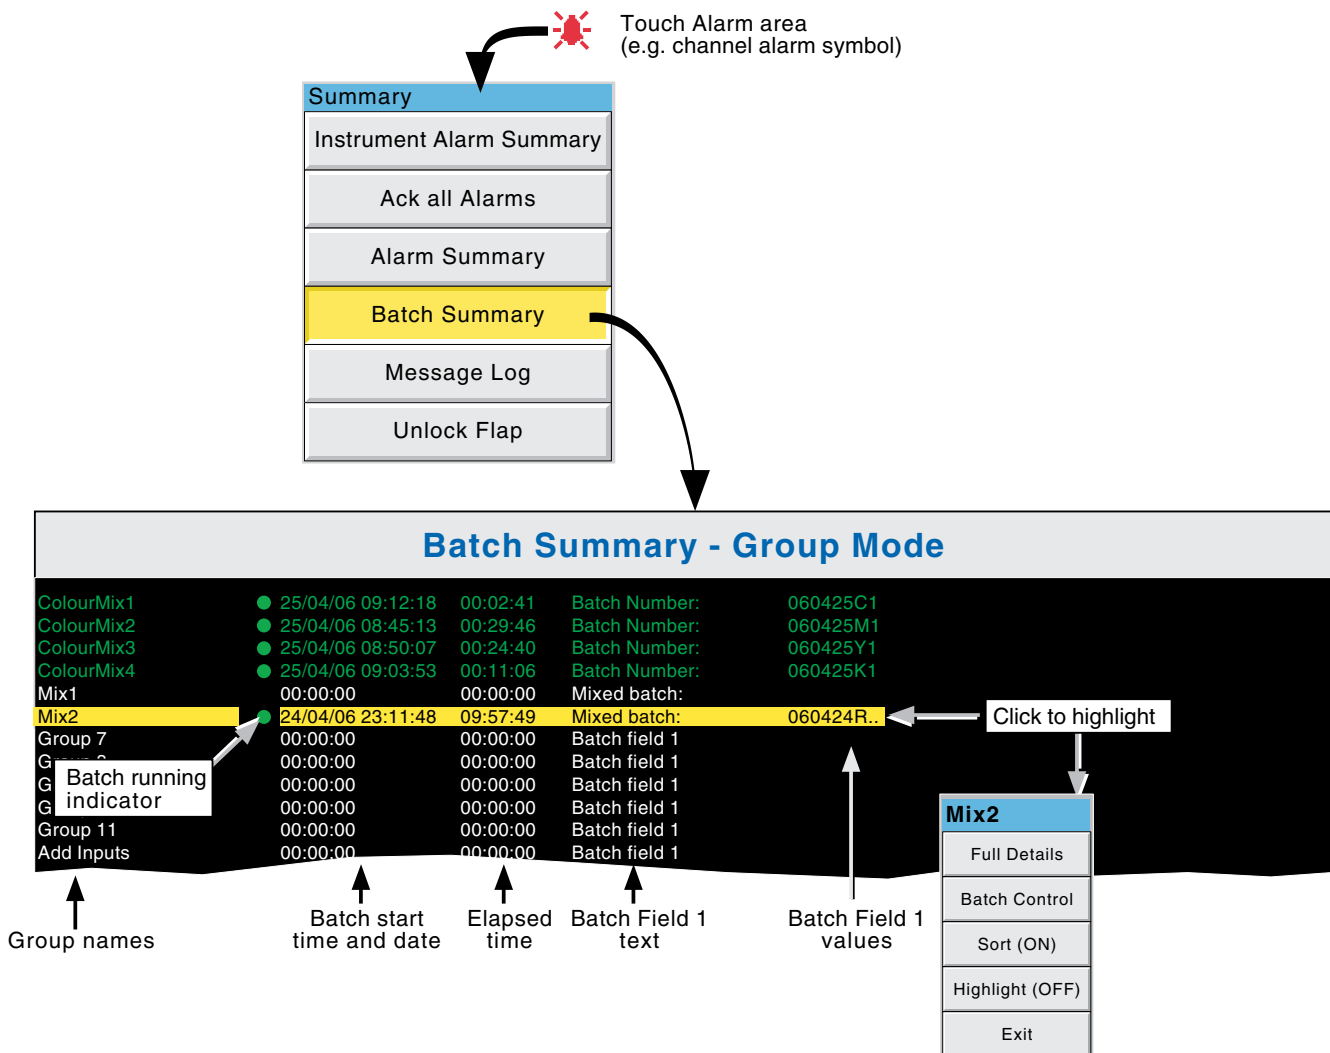 Touch Alarm area
(e.g. channel alarm symbol)
Summary
Instrument Alarm Summary
Ack all Alarms
Alarm Summary
Batch Summary
Message Log
Unlock Flap
Batch Summary - Group Mode
ColourMix1 25/04/06 09:12:18 00:02:41 Batch Number: 060425C1
ColourMix2 25/04/06 08:45:13 00:29:46 Batch Number: 060425M1
ColourMix3 25/04/06 08:50:07 00:24:40 Batch Number: 060425Y1
ColourMix4 25/04/06 09:03:53 00:11:06 Batch Number: 060425K1
Mix1 00:00:00 00:00:00 Mixed batch:
Mix2 24/04/06 23:11:48 09:57:49 Mixed batch: 060424R..
Click to highlight
Group 7 00:00:00 00:00:00 Batch field 1
00:00:00 00:00:00 Batch field 1
G 00:00:00 00:00:00 Batch field 1
G 00:00:00 00:00:00 Batch field 1
Group 11 00:00:00 00:00:00 Batch field 1
Add Inputs 00:00:00 00:00:00 Batch field 1
Batch running
indicator
Mix2
Full Details
Batch Control
Sort (ON)
Highlight (OFF)
Exit
Group names
Batch start
time and date
Elapsed
time
Batch Field 1
text
Batch Field 1
values